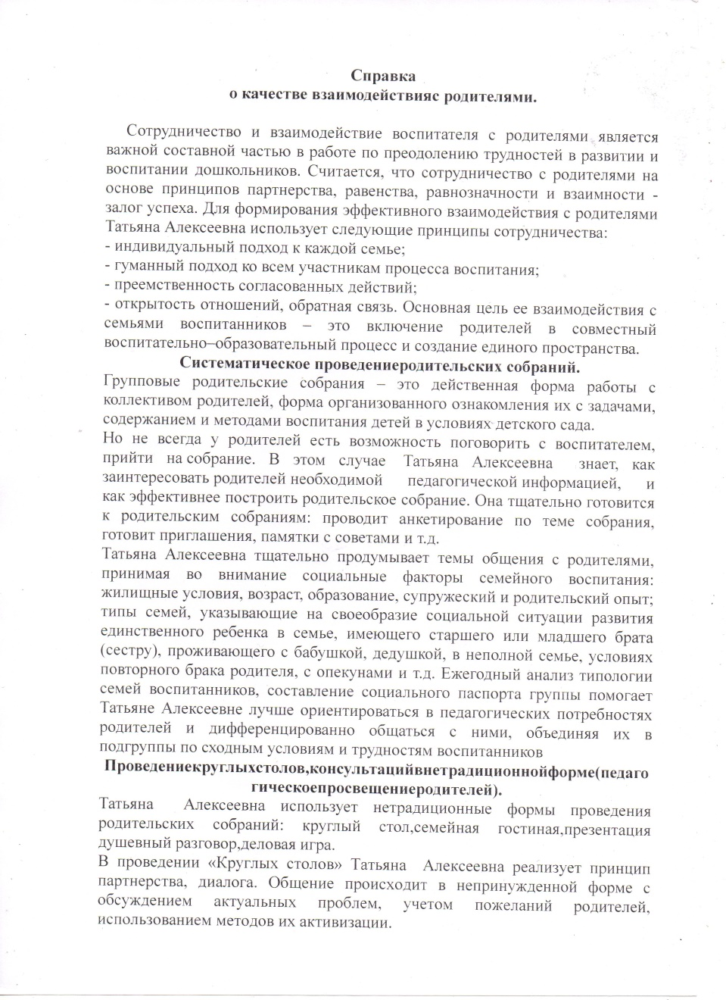 Справка
о качестве взаимодействияс родителями.
Сотрудничество и взаимодействие воспитателя с родителями является
важной составной частью в работе по преодолению трудностей в развитии и
воспитании дошкольников. Считается, что сотрудничество с родителями на
основе принципов партнерства, равенства, равнозначности и взаимности -
залог успеха. Для формирования эффективного взаимодействия с родителями
Татьяна Алексеевна использует следующие принципы сотрудничества:
- индивидуальный подход к каждой семье;
- гуманный подход ко всем участникам процесса воспитания;
- преемственность согласованных действий;
- открытость отношений, обратная связь. Основная цель ее взаимодействия с
семьями воспитанников – это включение родителей в совместный
воспитательно–образовательный процесс и создание единого пространства.
Систематическое проведениеродительских собраний.
Групповые родительские собрания – это действенная форма работы с
коллективом родителей, форма организованного ознакомления их с задачами,
содержанием и методами воспитания детей в условиях детского сада.
Но не всегда у родителей есть возможность поговорить с воспитателем,
прийти на собрание. В этом случае Татьяна Алексеевна знает, как
заинтересовать родителей необходимой педагогической информацией, и
как эффективнее построить родительское собрание. Она тщательно готовится
к родительским собраниям: проводит анкетирование по теме собрания,
готовит приглашения, памятки с советами и т.д.
Татьяна Алексеевна тщательно продумывает темы общения с родителями,
принимая во внимание социальные факторы семейного воспитания:
жилищные условия, возраст, образование, супружеский и родительский опыт;
типы семей, указывающие на своеобразие социальной ситуации развития
единственного ребенка в семье, имеющего старшего или младшего брата
(сестру), проживающего с бабушкой, дедушкой, в неполной семье, условиях
повторного брака родителя, с опекунами и т.д. Ежегодный анализ типологии
семей воспитанников, составление социального паспорта группы помогает
Татьяне Алексеевне лучше ориентироваться в педагогических потребностях
родителей и дифференцированно общаться с ними, объединяя их в
подгруппы по сходным условиям и трудностям воспитанников
Проведениекруглыхстолов,консультацийвнетрадиционнойформе(педаго
гическоепросвещениеродителей).
Татьяна Алексеевна использует нетрадиционные формы проведения
родительских собраний: круглый стол,семейная гостиная,презентация
душевный разговор,деловая игра.
В проведении «Круглых столов» Татьяна Алексеевна реализует принцип
партнерства, диалога. Общение происходит в непринужденной форме с
обсуждением актуальных проблем, учетом пожеланий родителей,
использованием методов их активизации.